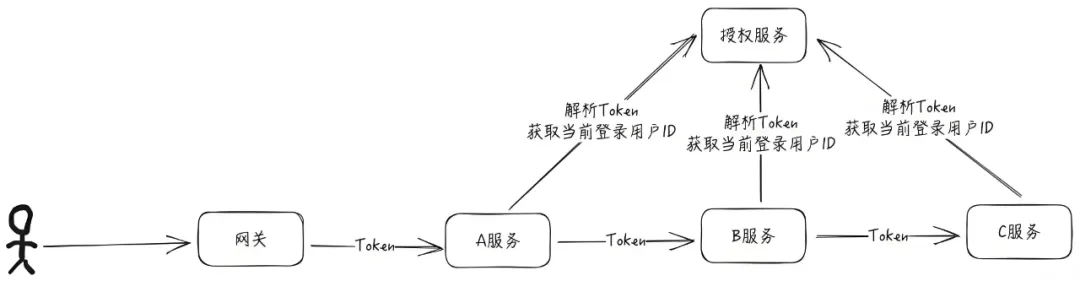 授权服务
解析Token
获取当前登录用户ID
解析Token
获取当前登录用户ID
解析Token
获取当前登录用户ID
网关
Token
A服务
Token
B服务
Token
C服务